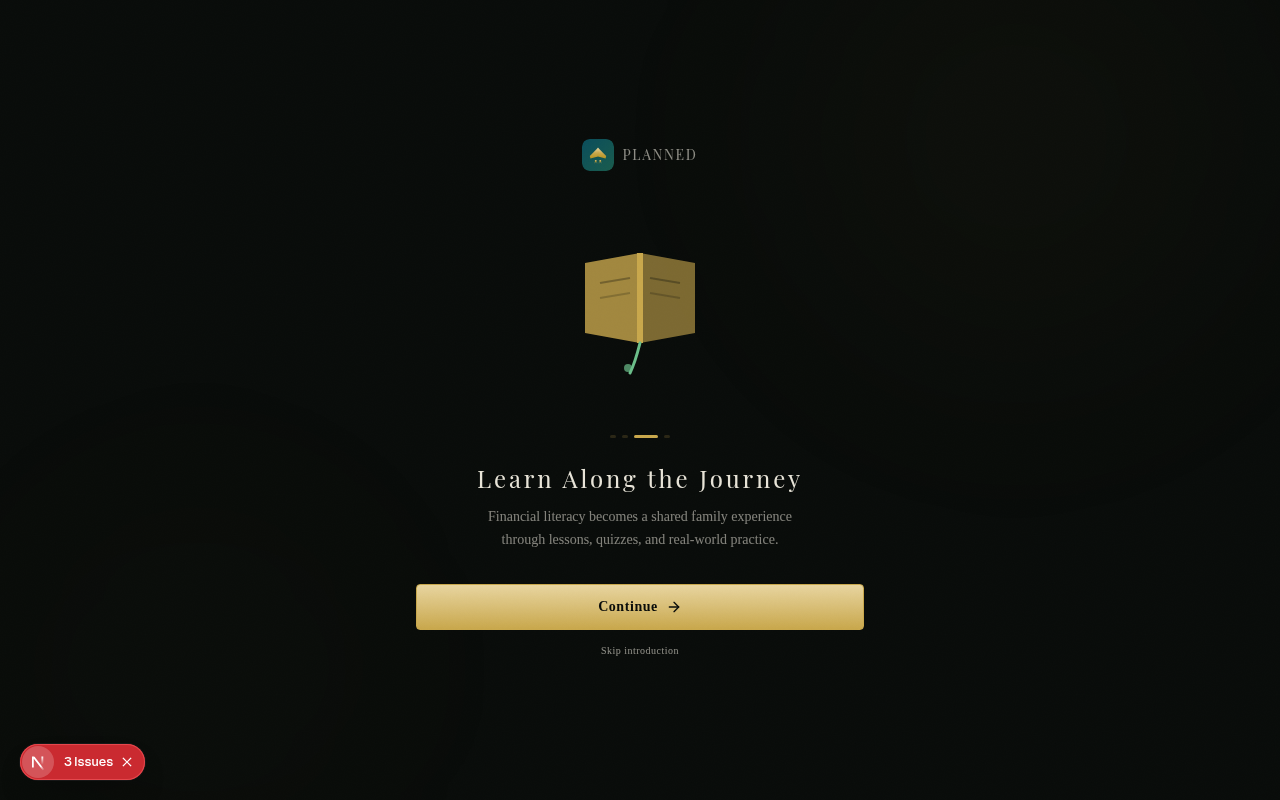 PLANNED
Learn Along the Journey
Financial literacy becomes a shared family experience
through lessons, quizzes, and real-world practice.
Continue
Skip introduction
N
3 Issues